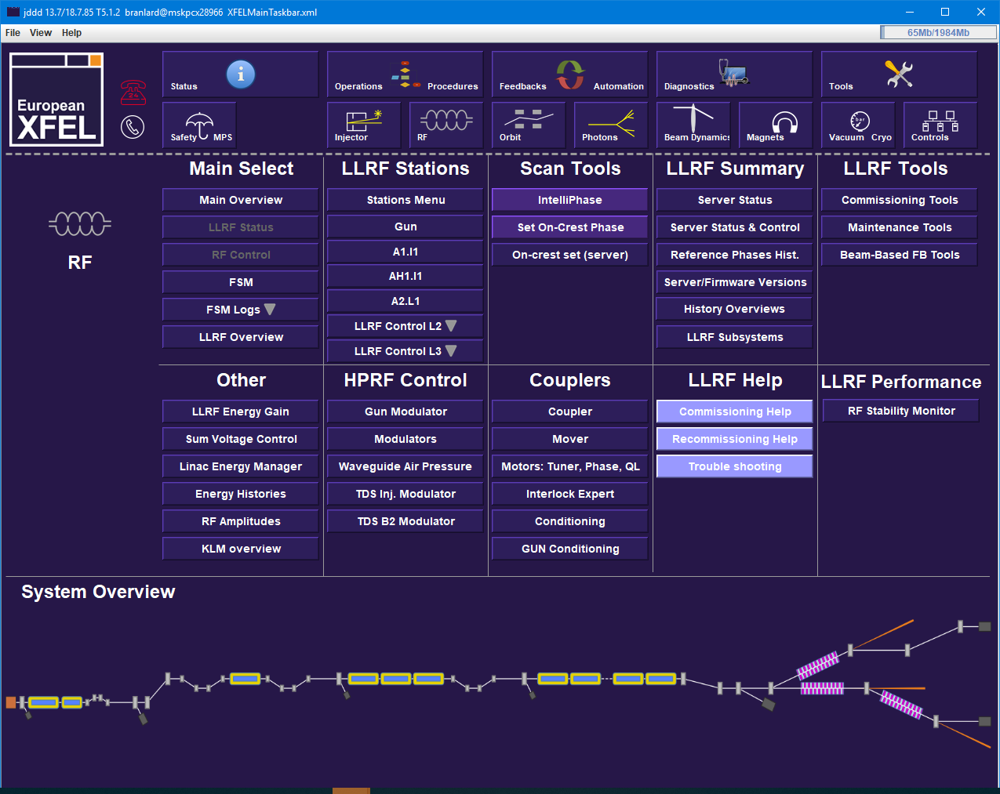 jddd 13.7/18.7.85 T5.1.2 branlard@mskpcx28966 XFELMainTaskbar.xml
File View Help
65Mb/1984Mb
European
XFEL
Status
Operations Procedures
Feedbacks Automation
Diagnostics
Tools
Safety MPS
Injector
RF
Orbit
Photons
Beam Dynamics
Magnets
bar
Vacuum Cryo
Controls
RF
Main Select
Main Overview
LLRF Status
RF Control
FSM
FSM Logs
LLRF Overview
LLRF Stations
Stations Menu
Gun
A1.I1
AH1.I1
A2.L1
LLRF Control L2
LLRF Control L3
Scan Tools
IntelliPhase
Set On-Crest Phase
On-crest set (server)
LLRF Summary
Server Status
Server Status & Control
Reference Phases Hist.
Server/Firmware Versions
History Overviews
LLRF Subsystems
LLRF Tools
Commissioning Tools
Maintenance Tools
Beam-Based FB Tools
Other
LLRF Energy Gain
Sum Voltage Control
Linac Energy Manager
Energy Histories
RF Amplitudes
KLM overview
HPRF Control
Gun Modulator
Modulators
Waveguide Air Pressure
TDS Inj. Modulator
TDS B2 Modulator
Couplers
Coupler
Mover
Motors: Tuner, Phase, QL
Interlock Expert
Conditioning
GUN Conditioning
LLRF Help
Commissioning Help
Recommissioning Help
Trouble shooting
LLRF Performance
RF Stability Monitor
System Overview